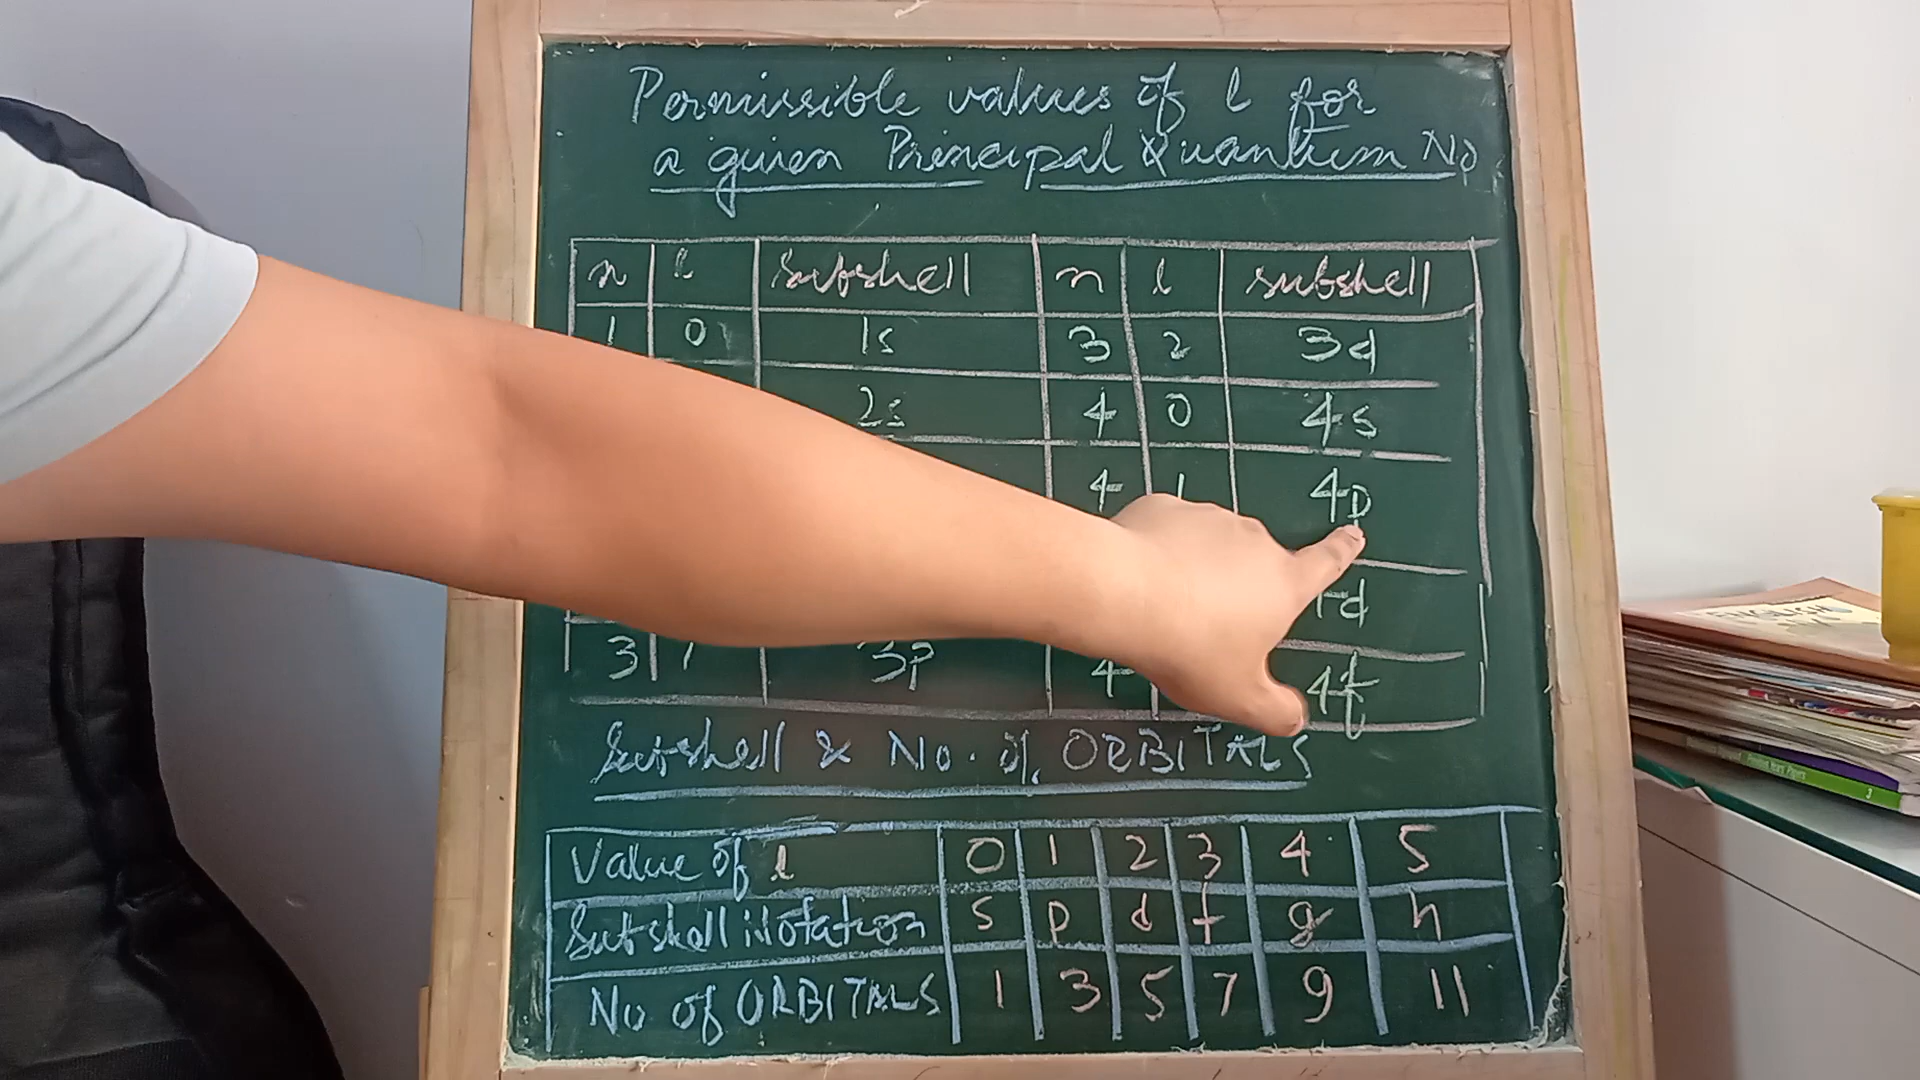 Permissible values of l for
a given Principal Quantum No
n l subshell n l subshell
1 0 1s 3 2 3d
2s 4 0 4s
4 1 4p
4d
3 1 3p 4 4f
Subshell & No. of ORBITALS
Value of l 0 1 2 3 4 5
Subshell Notation s p d f g h
No of ORBITALS 1 3 5 7 9 11